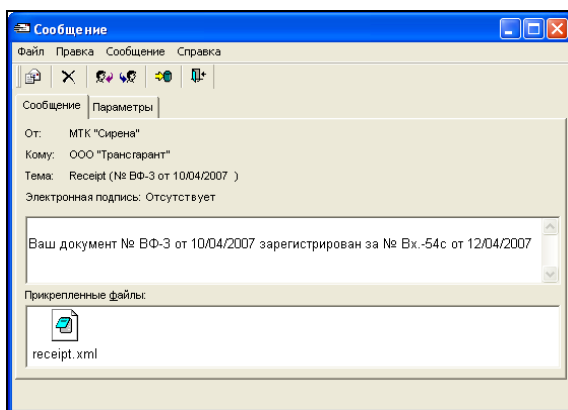 Сообщение
Файл Правка Сообщение Справка
Сообщение Параметры
От: МТК "Сирена"
Кому: ООО "Трансгарант"
Тема: Receipt (№ ВФ-3 от 10/04/2007 )
Электронная подпись: Отсутствует
Ваш документ № ВФ-3 от 10/04/2007 зарегистрирован за № Вх.-54с от 12/04/2007
Прикрепленные файлы:
receipt.xml